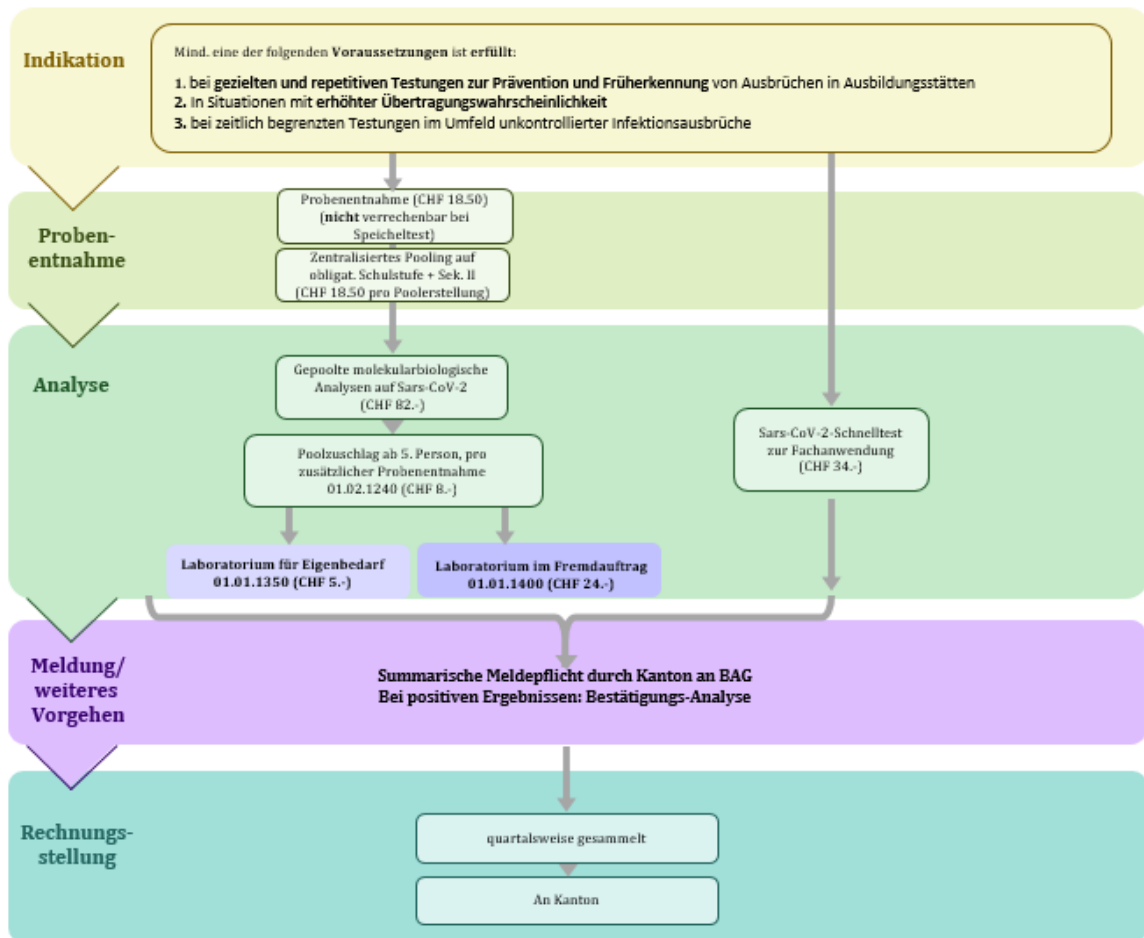 Indikation
Mind. eine der folgenden Voraussetzungen ist erfüllt:
1. bei gezielten und repetitiven Testungen zur Prävention und Früherkennung von Ausbrüchen in Ausbildungsstätten
2. In Situationen mit erhöhter Übertragungswahrscheinlichkeit
3. bei zeitlich begrenzten Testungen im Umfeld unkontrollierter Infektionsausbrüche
Proben-
entnahme
Probenentnahme (CHF 18.50)
(nicht verrechenbar bei
Speicheltest)
Zentralisiertes Pooling auf
obligat. Schulstufe + Sek. II
(CHF 18.50 pro Poolerstellung)
Analyse
Gepoolte molekularbiologische
Analysen auf Sars-CoV-2
(CHF 82.-)
Poolzuschlag ab 5. Person, pro
zusätzlicher Probenentnahme
01.02.1240 (CHF 8.-)
Laboratorium für Eigenbedarf
01.01.1350 (CHF 5.-)
Laboratorium im Fremdauftrag
01.01.1400 (CHF 24.-)
Sars-CoV-2-Schnelltest
zur Fachanwendung
(CHF 34.-)
Meldung/
weiteres
Vorgehen
Summarische Meldepflicht durch Kanton an BAG
Bei positiven Ergebnissen: Bestätigungs-Analyse
Rechnungs-
stellung
quartalsweise gesammelt
An Kanton